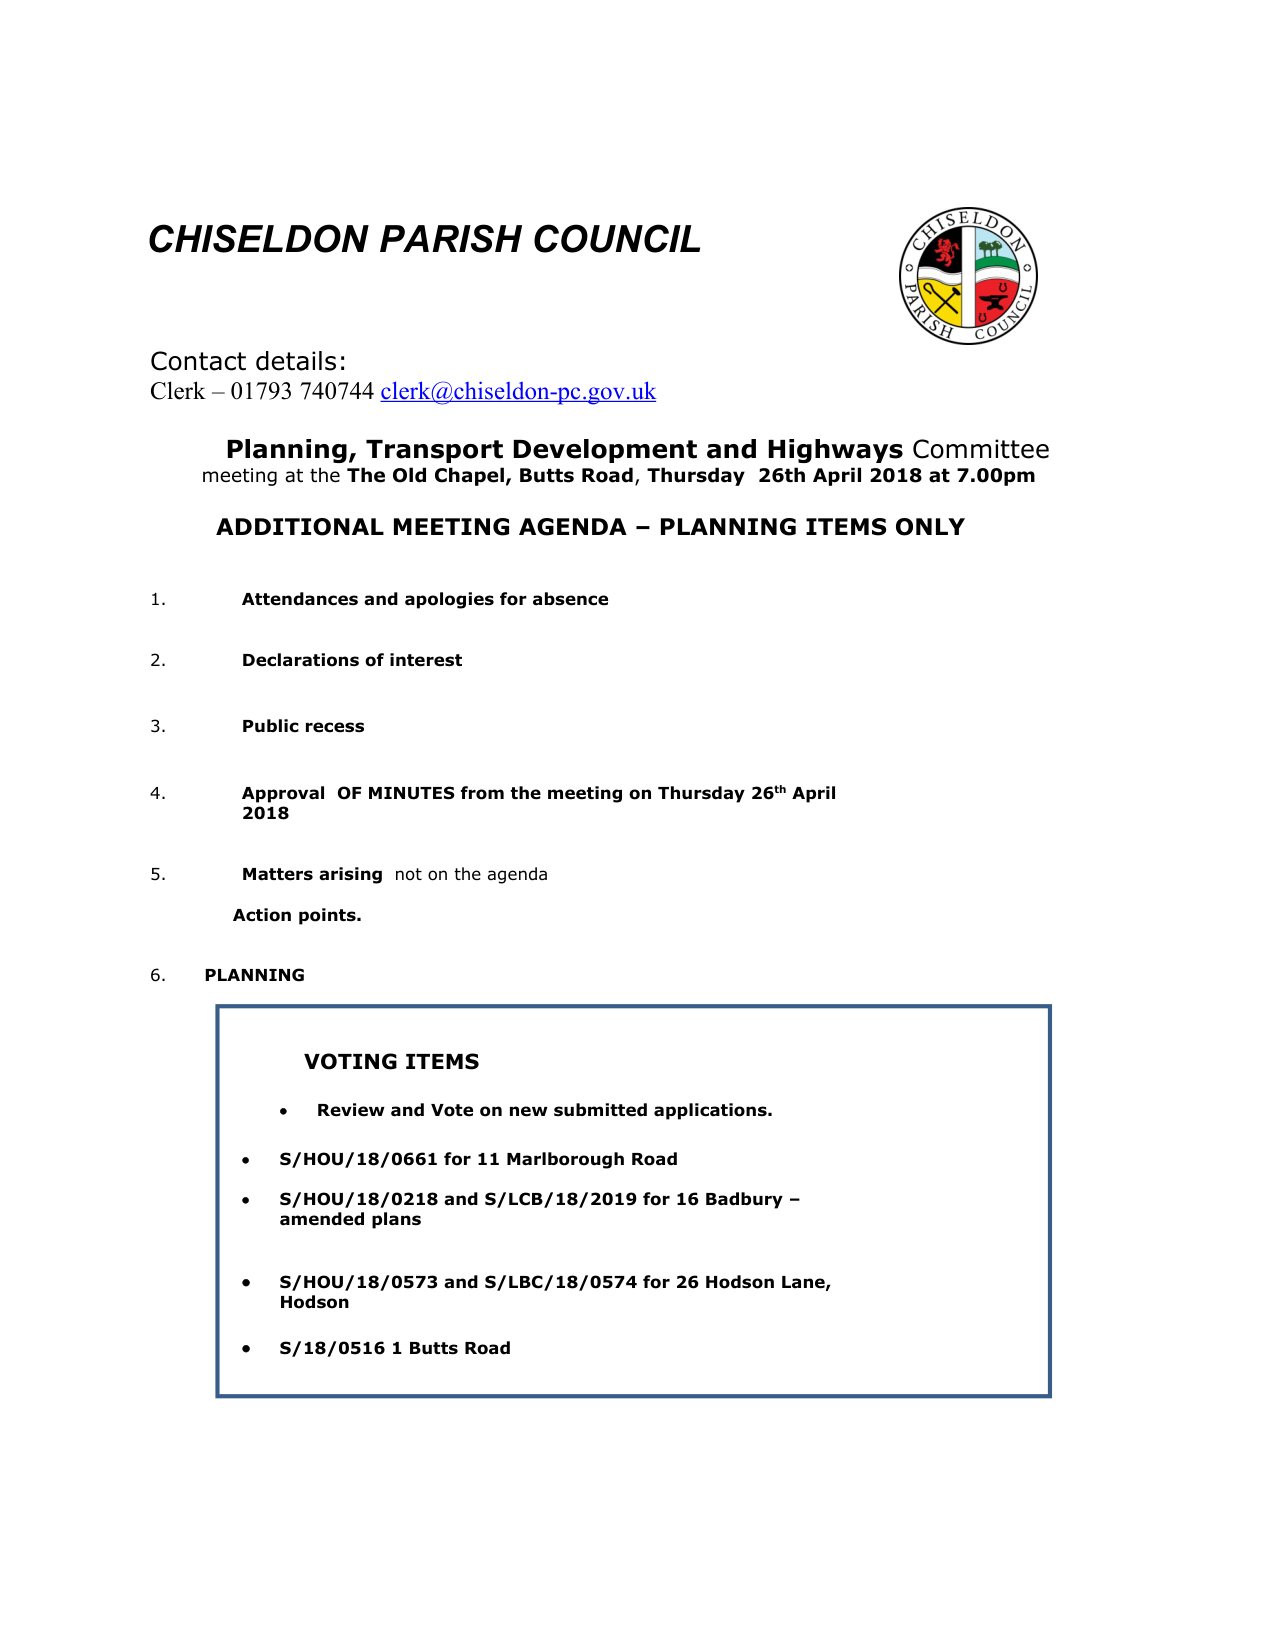 CHISELDON PARISH COUNCIL
CHISELDON
PARISH COUNCIL
Contact details:
Clerk – 01793 740744 clerk@chiseldon-pc.gov.uk
Planning, Transport Development and Highways Committee
meeting at the The Old Chapel, Butts Road, Thursday  26th April 2018 at 7.00pm
ADDITIONAL MEETING AGENDA – PLANNING ITEMS ONLY
1. Attendances and apologies for absence
2. Declarations of interest
3. Public recess
4. Approval  OF MINUTES from the meeting on Thursday 26th April
2018
5. Matters arising  not on the agenda
Action points.
6. PLANNING
VOTING ITEMS
• Review and Vote on new submitted applications.
• S/HOU/18/0661 for 11 Marlborough Road
• S/HOU/18/0218 and S/LCB/18/2019 for 16 Badbury –
amended plans
• S/HOU/18/0573 and S/LBC/18/0574 for 26 Hodson Lane,
Hodson
• S/18/0516 1 Butts Road